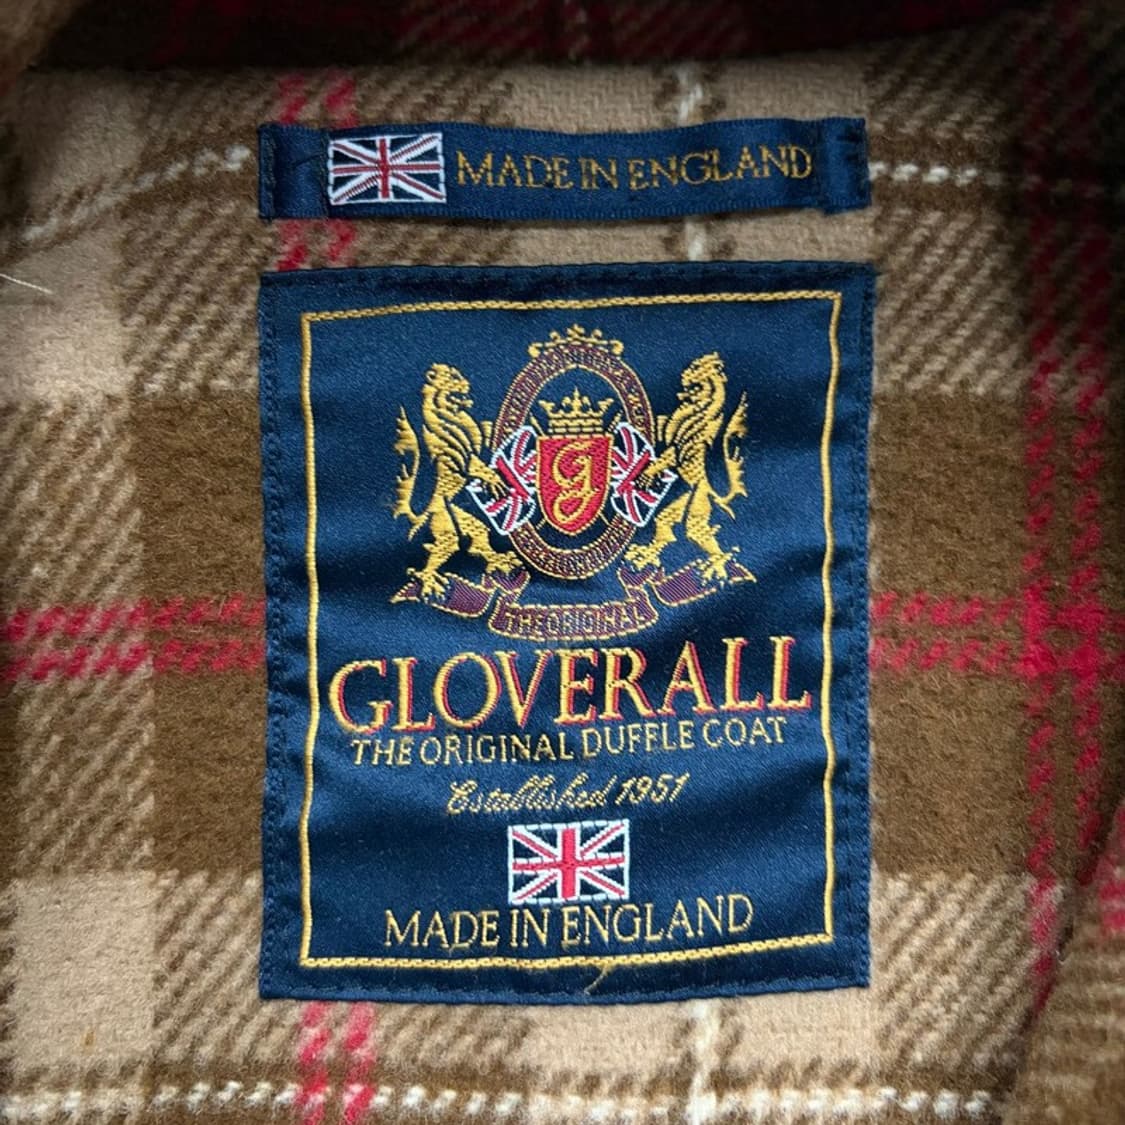 MADE IN ENGLAND
g
THE ORIGINAL
GLOVERALL
THE ORIGINAL DUFFLE COAT
Established 1951
MADE IN ENGLAND